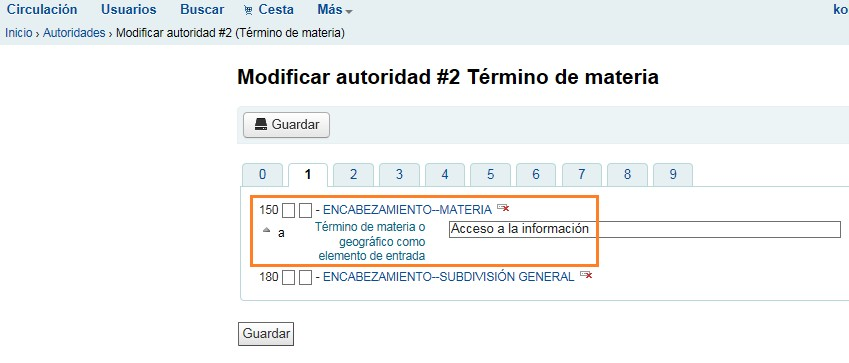 Circulación Usuarios Buscar Cesta Más ko
Inicio › Autoridades › Modificar autoridad #2 (Término de materia)
Modificar autoridad #2 Término de materia
Guardar
0 1 2 3 4 5 6 7 8 9
150 - ENCABEZAMIENTO--MATERIA
a Término de materia o Acceso a la información
geográfico como
elemento de entrada
180 - ENCABEZAMIENTO--SUBDIVISIÓN GENERAL
Guardar